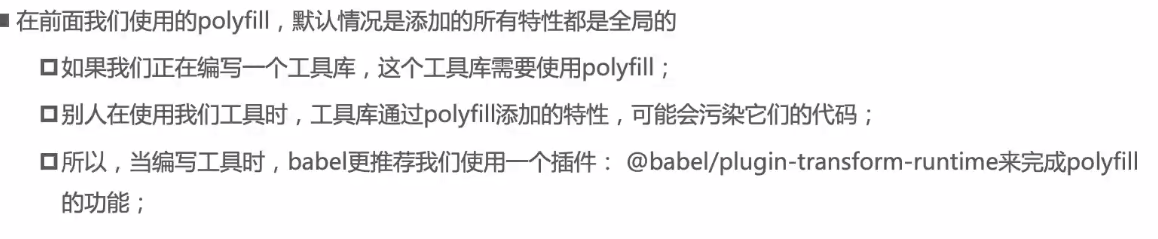 在前面我们使用的polyfill，默认情况是添加的所有特性都是全局的
如果我们正在编写一个工具库，这个工具库需要使用polyfill；
别人在使用我们工具时，工具库通过polyfill添加的特性，可能会污染它们的代码；
所以，当编写工具时，babel更推荐我们使用一个插件： @babel/plugin-transform-runtime来完成polyfill
的功能；